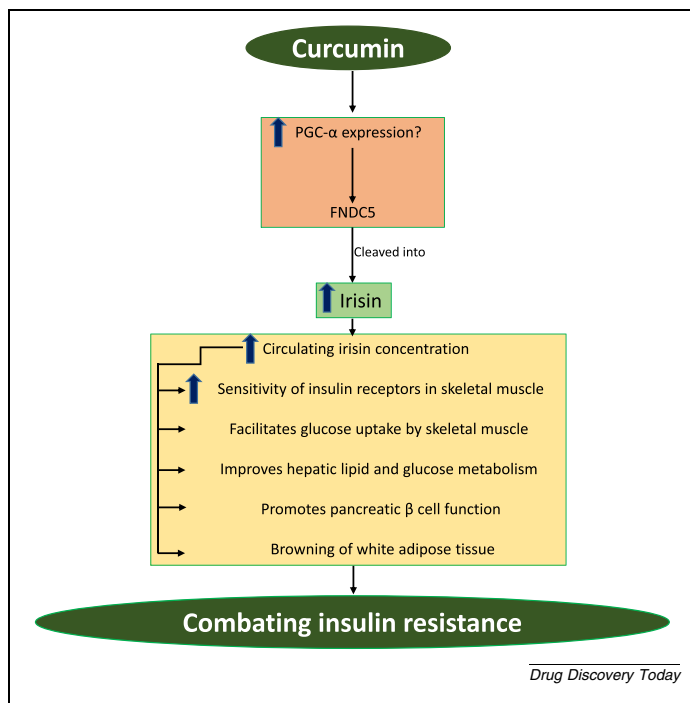 Curcumin
PGC-α expression?
FNDC5
Cleaved into
Irisin
Circulating irisin concentration
Sensitivity of insulin receptors in skeletal muscle
Facilitates glucose uptake by skeletal muscle
Improves hepatic lipid and glucose metabolism
Promotes pancreatic β cell function
Browning of white adipose tissue
Combating insulin resistance
Drug Discovery Today